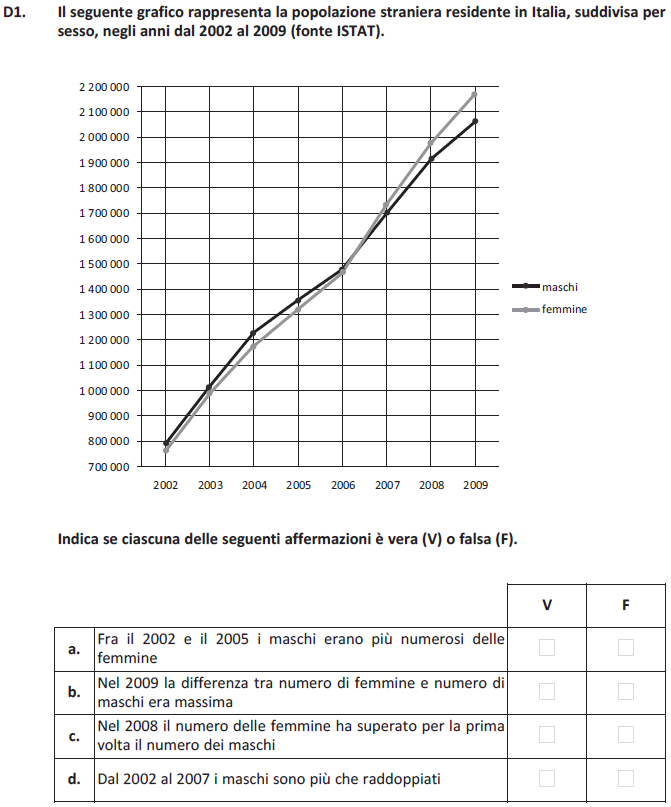 D1. Il seguente grafico rappresenta la popolazione straniera residente in Italia, suddivisa per
sesso, negli anni dal 2002 al 2009 (fonte ISTAT).
2 200 000
2 100 000
2 000 000
1 900 000
1 800 000
1 700 000
1 600 000
1 500 000
1 400 000
1 300 000
1 200 000
1 100 000
1 000 000
900 000
800 000
700 000
2002 2003 2004 2005 2006 2007 2008 2009
maschi
femmine
Indica se ciascuna delle seguenti affermazioni è vera (V) o falsa (F).
V F
a. Fra il 2002 e il 2005 i maschi erano più numerosi delle
femmine
b. Nel 2009 la differenza tra numero di femmine e numero di
maschi era massima
c. Nel 2008 il numero delle femmine ha superato per la prima
volta il numero dei maschi
d. Dal 2002 al 2007 i maschi sono più che raddoppiati